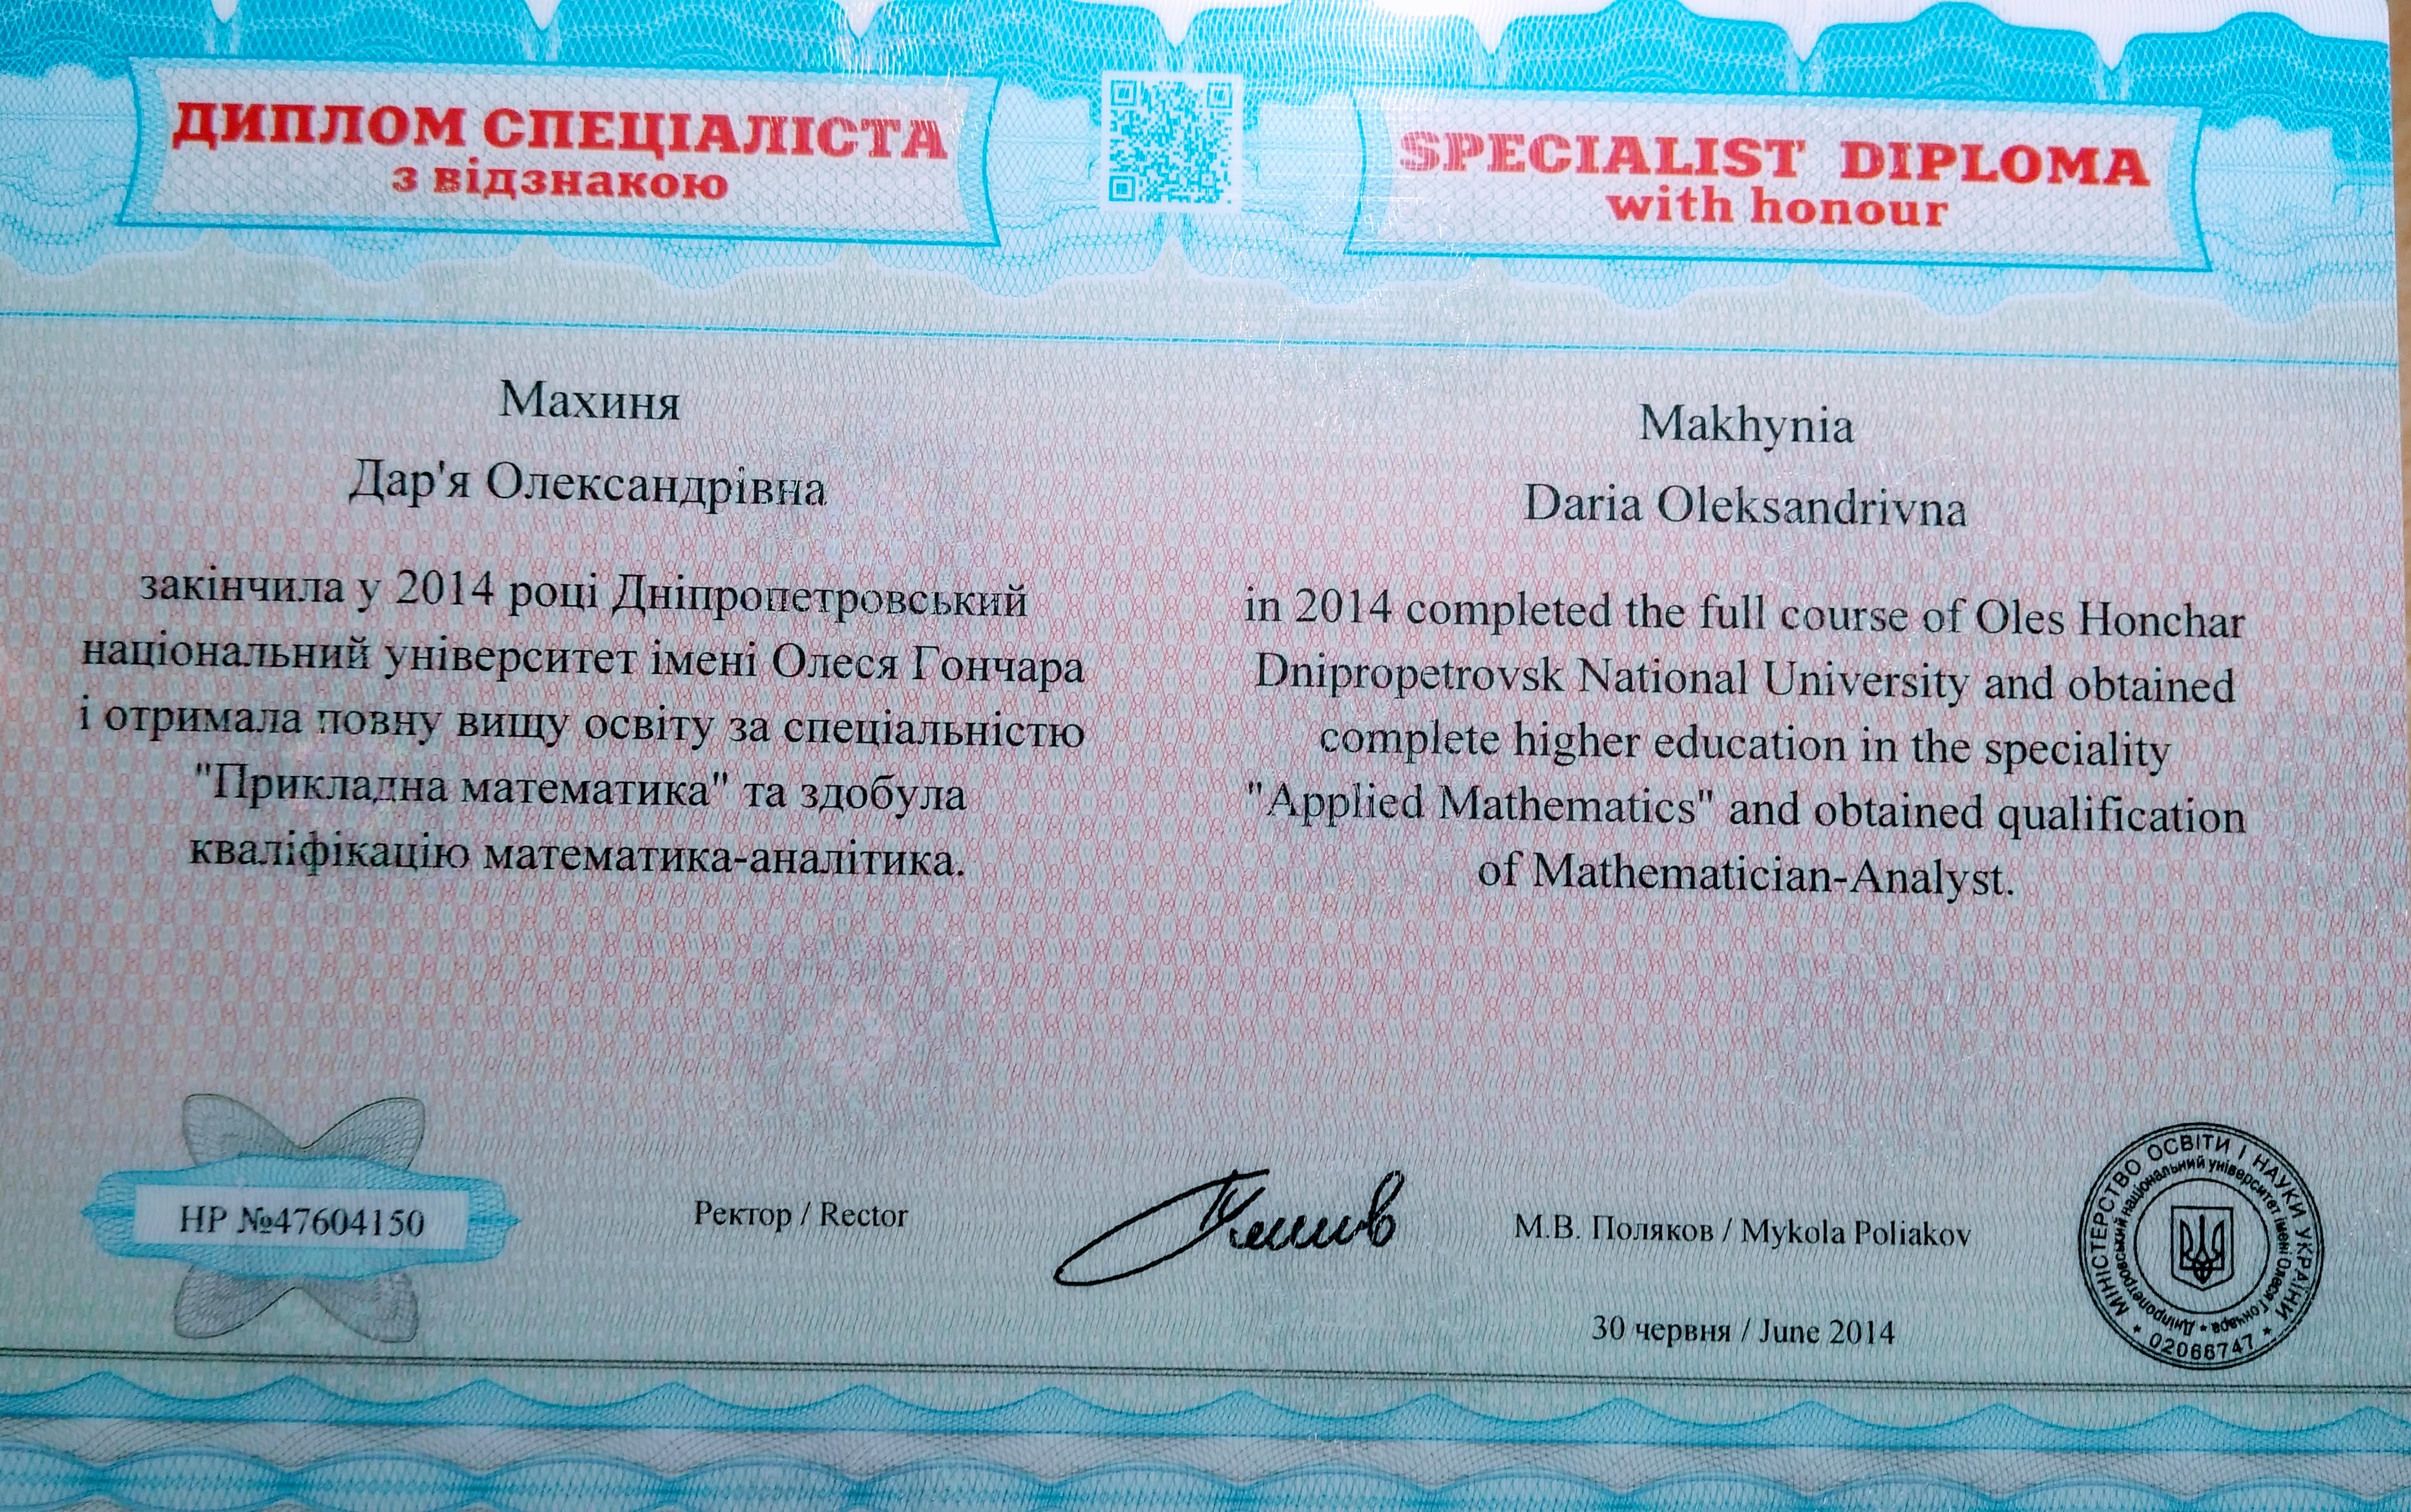 ДИПЛОМ СПЕЦІАЛІСТА
з відзнакою
Махиня
Дар'я Олександрівна
закінчила у 2014 році Дніпропетровський
національний університет імені Олеся Гончара
і отримала повну вищу освіту за спеціальністю
"Прикладна математика" та здобула
кваліфікацію математика-аналітика.
SPECIALIST DIPLOMA
with honour
Makhynia
Daria Oleksandrivna
in 2014 completed the full course of Oles Honchar
Dnipropetrovsk National University and obtained
complete higher education in the speciality
"Applied Mathematics" and obtained qualification
of Mathematician-Analyst.
НР №47604150
Ректор / Rector
М.В. Поляков / Mykola Poliakov
30 червня / June 2014
МІНІСТЕРСТВО ОСВІТИ І НАУКИ УКРАЇНИ
* 02066747 *
Дніпропетровський національний університет імені Олеся Гончара